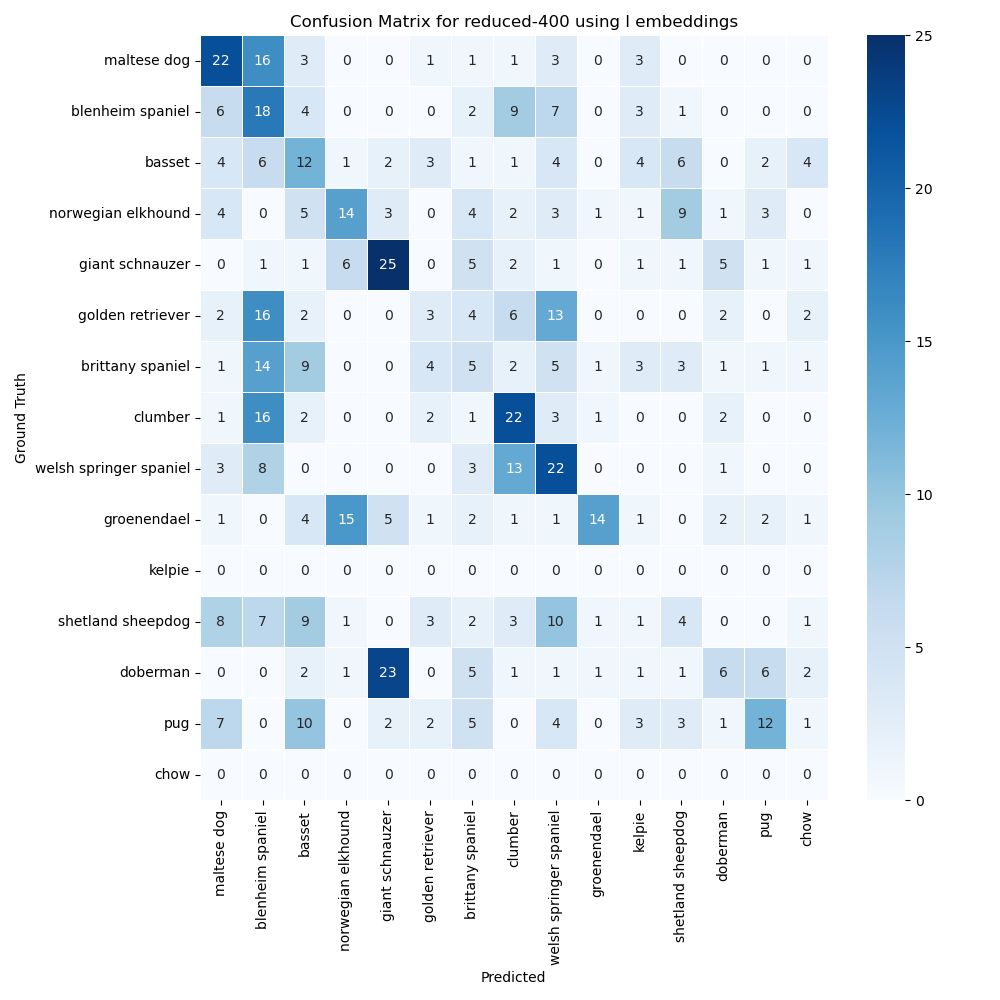 Confusion Matrix for reduced-400 using l embeddings
Ground Truth
maltese dog 22 16 3 0 0 1 1 1 3 0 3 0 0 0 0
blenheim spaniel 6 18 4 0 0 0 2 9 7 0 3 1 0 0 0
basset 4 6 12 1 2 3 1 1 4 0 4 6 0 2 4
norwegian elkhound 4 0 5 14 3 0 4 2 3 1 1 9 1 3 0
giant schnauzer 0 1 1 6 25 0 5 2 1 0 1 1 5 1 1
golden retriever 2 16 2 0 0 3 4 6 13 0 0 0 2 0 2
brittany spaniel 1 14 9 0 0 4 5 2 5 1 3 3 1 1 1
clumber 1 16 2 0 0 2 1 22 3 1 0 0 2 0 0
welsh springer spaniel 3 8 0 0 0 0 3 13 22 0 0 0 1 0 0
groenendael 1 0 4 15 5 1 2 1 1 14 1 0 2 2 1
kelpie 0 0 0 0 0 0 0 0 0 0 0 0 0 0 0
shetland sheepdog 8 7 9 1 0 3 2 3 10 1 1 4 0 0 1
doberman 0 0 2 1 23 0 5 1 1 1 1 1 6 6 2
pug 7 0 10 0 2 2 5 0 4 0 3 3 1 12 1
chow 0 0 0 0 0 0 0 0 0 0 0 0 0 0 0
maltese dog
blenheim spaniel
basset
norwegian elkhound
giant schnauzer
golden retriever
brittany spaniel
clumber
welsh springer spaniel
groenendael
kelpie
shetland sheepdog
doberman
pug
chow
Predicted
25
20
15
10
5
0